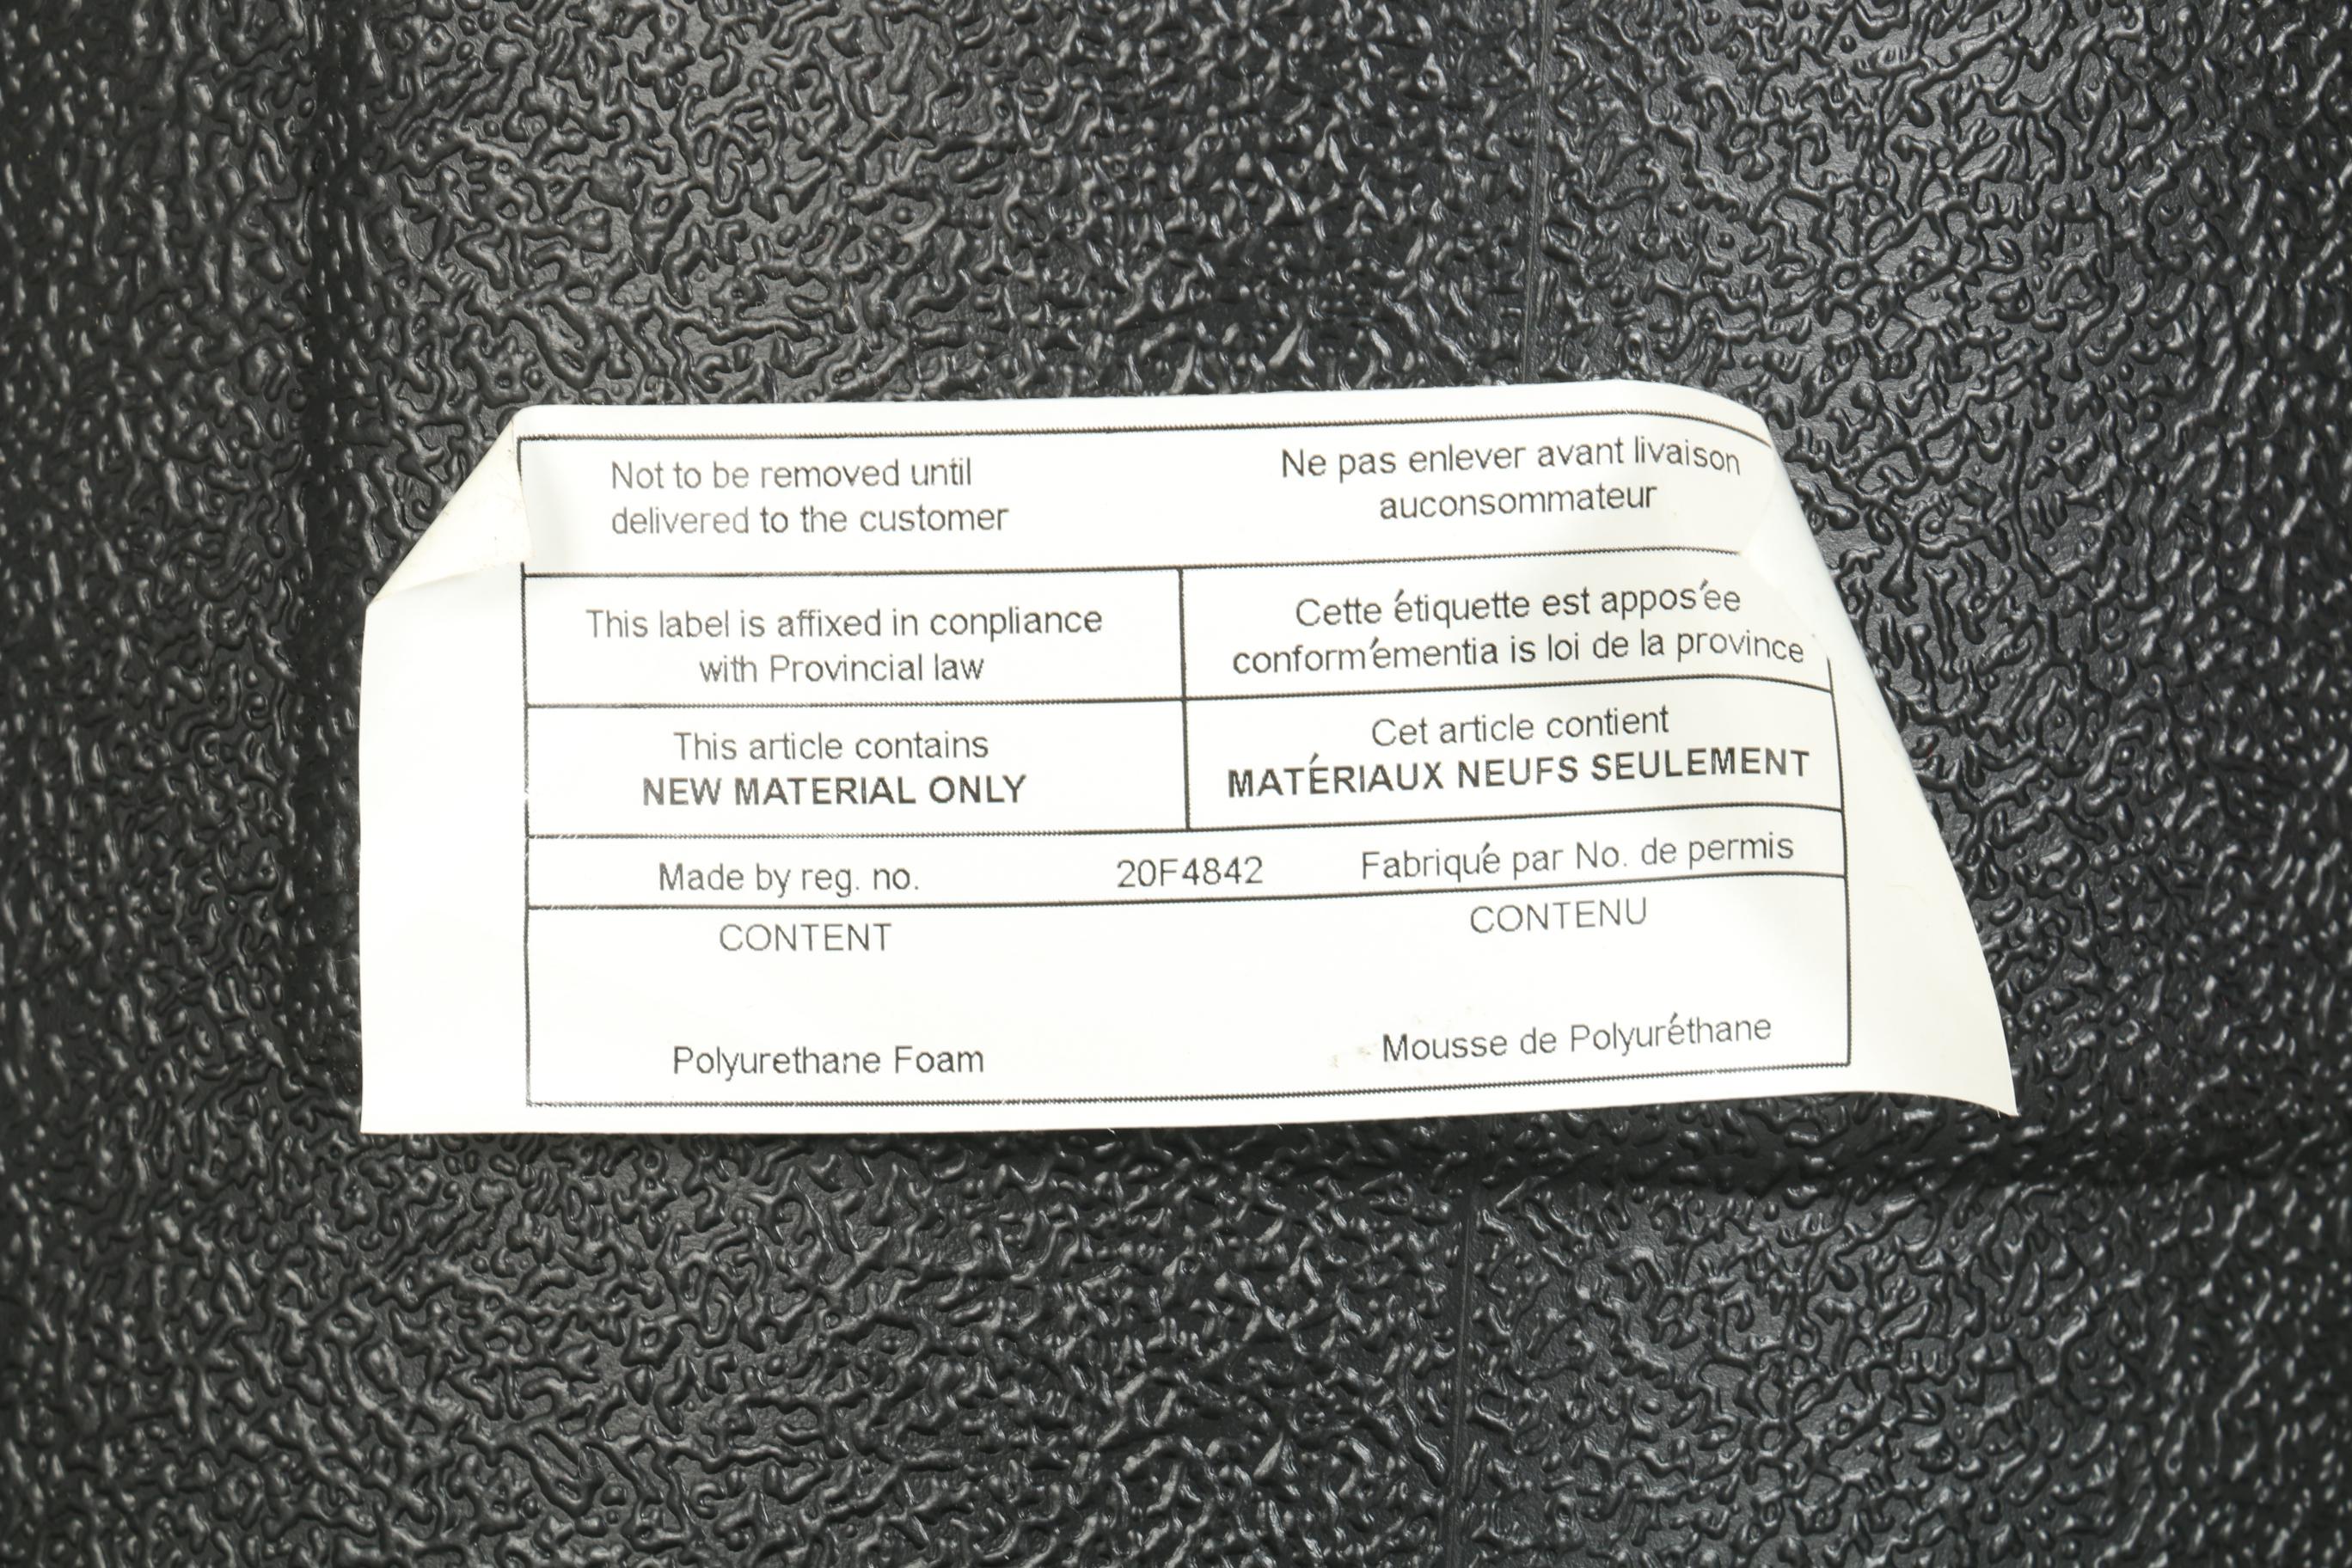 Not to be removed until
delivered to the customer
Ne pas enlever avant livaison
auconsommateur
This label is affixed in conpliance
with Provincial law
Cette étiquette est appos'ée
conform'ementia is loi de la province
This article contains
NEW MATERIAL ONLY
Cet article contient
MATÉRIAUX NEUFS SEULEMENT
Made by reg. no. 20F4842 Fabriqué par No. de permis
CONTENT
Polyurethane Foam
CONTENU
Mousse de Polyuréthane